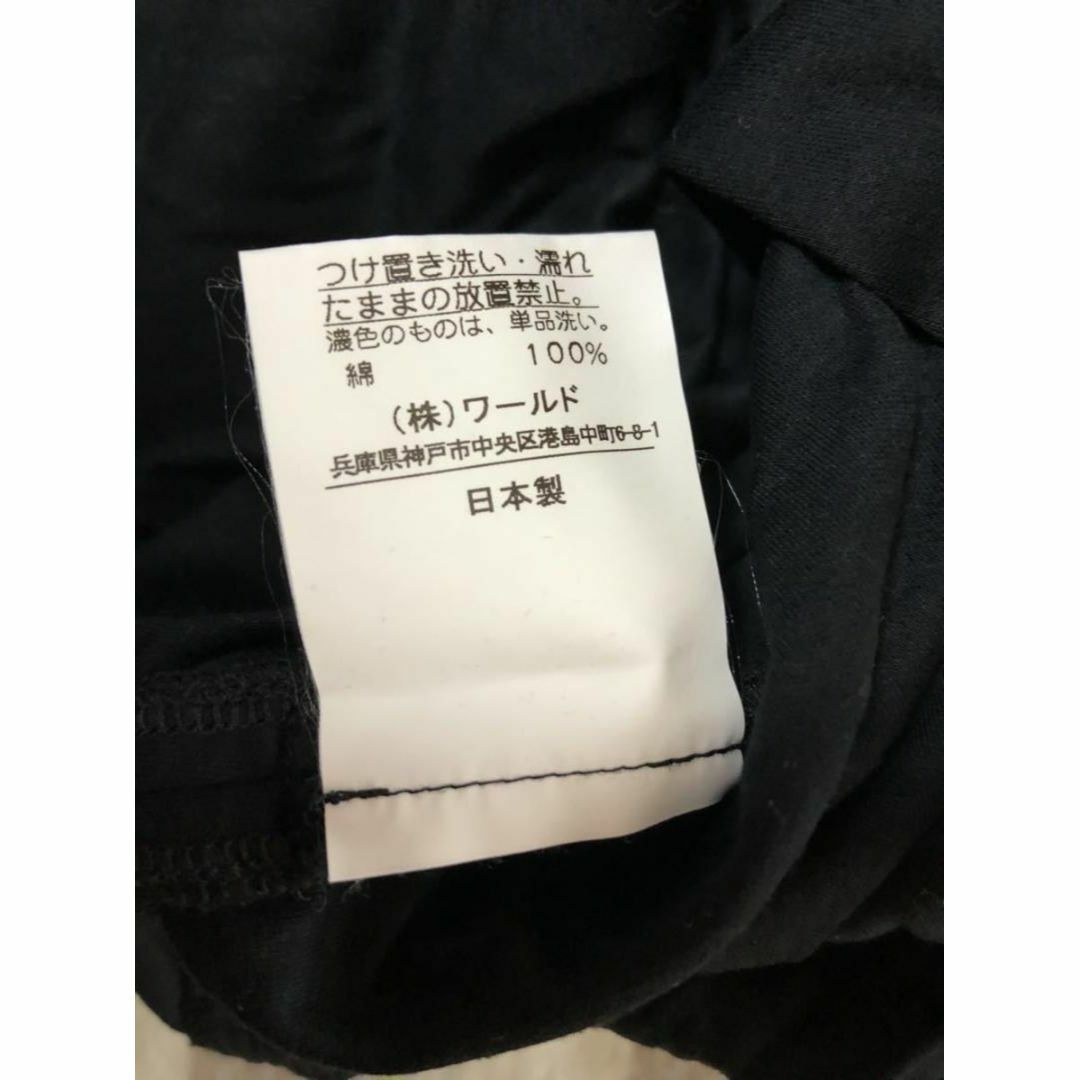 つけ置き洗い・濡れ
たままの放置禁止。
濃色のものは、単品洗い。
綿 100%
(株)ワールド
兵庫県神戸市中央区港島中町6-8-1
日本製